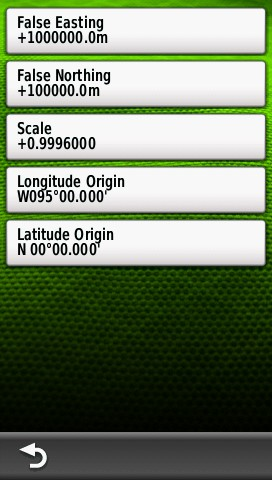 False Easting
+1000000.0m
False Northing
+100000.0m
Scale
+0.9996000
Longitude Origin
W095°00.000'
Latitude Origin
N 00°00.000'